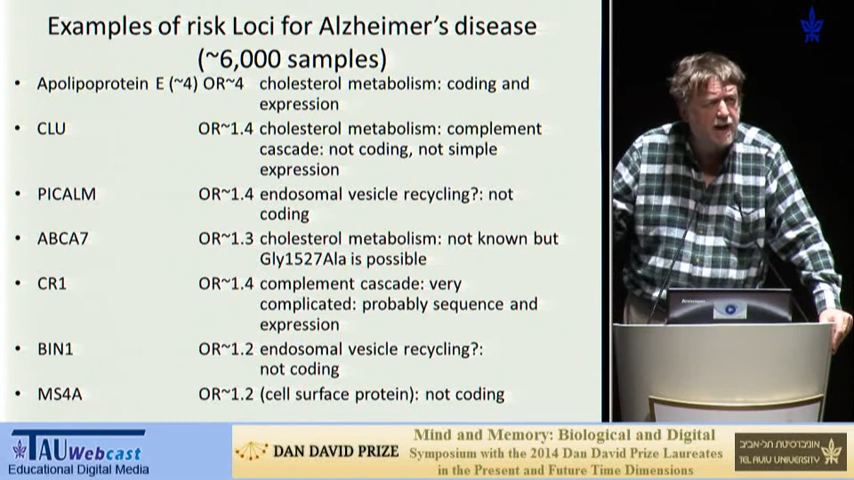 Examples of risk Loci for Alzheimer's disease
(~6,000 samples)
• Apolipoprotein E (~4) OR~4 cholesterol metabolism: coding and
expression
• CLU OR~1.4 cholesterol metabolism: complement
cascade: not coding, not simple
expression
• PICALM OR~1.4 endosomal vesicle recycling?: not
coding
• ABCA7 OR~1.3 cholesterol metabolism: not known but
Gly1527Ala is possible
• CR1 OR~1.4 complement cascade: very
complicated: probably sequence and
expression
• BIN1 OR~1.2 endosomal vesicle recycling?:
not coding
• MS4A OR~1.2 (cell surface protein): not coding
TAU Webcast
Educational Digital Media
DAN DAVID PRIZE
Mind and Memory: Biological and Digital
Symposium with the 2014 Dan David Prize Laureates
in the Present and Future Time Dimensions
אוניברסיטת תל-אביב
TEL AVIV UNIVERSITY